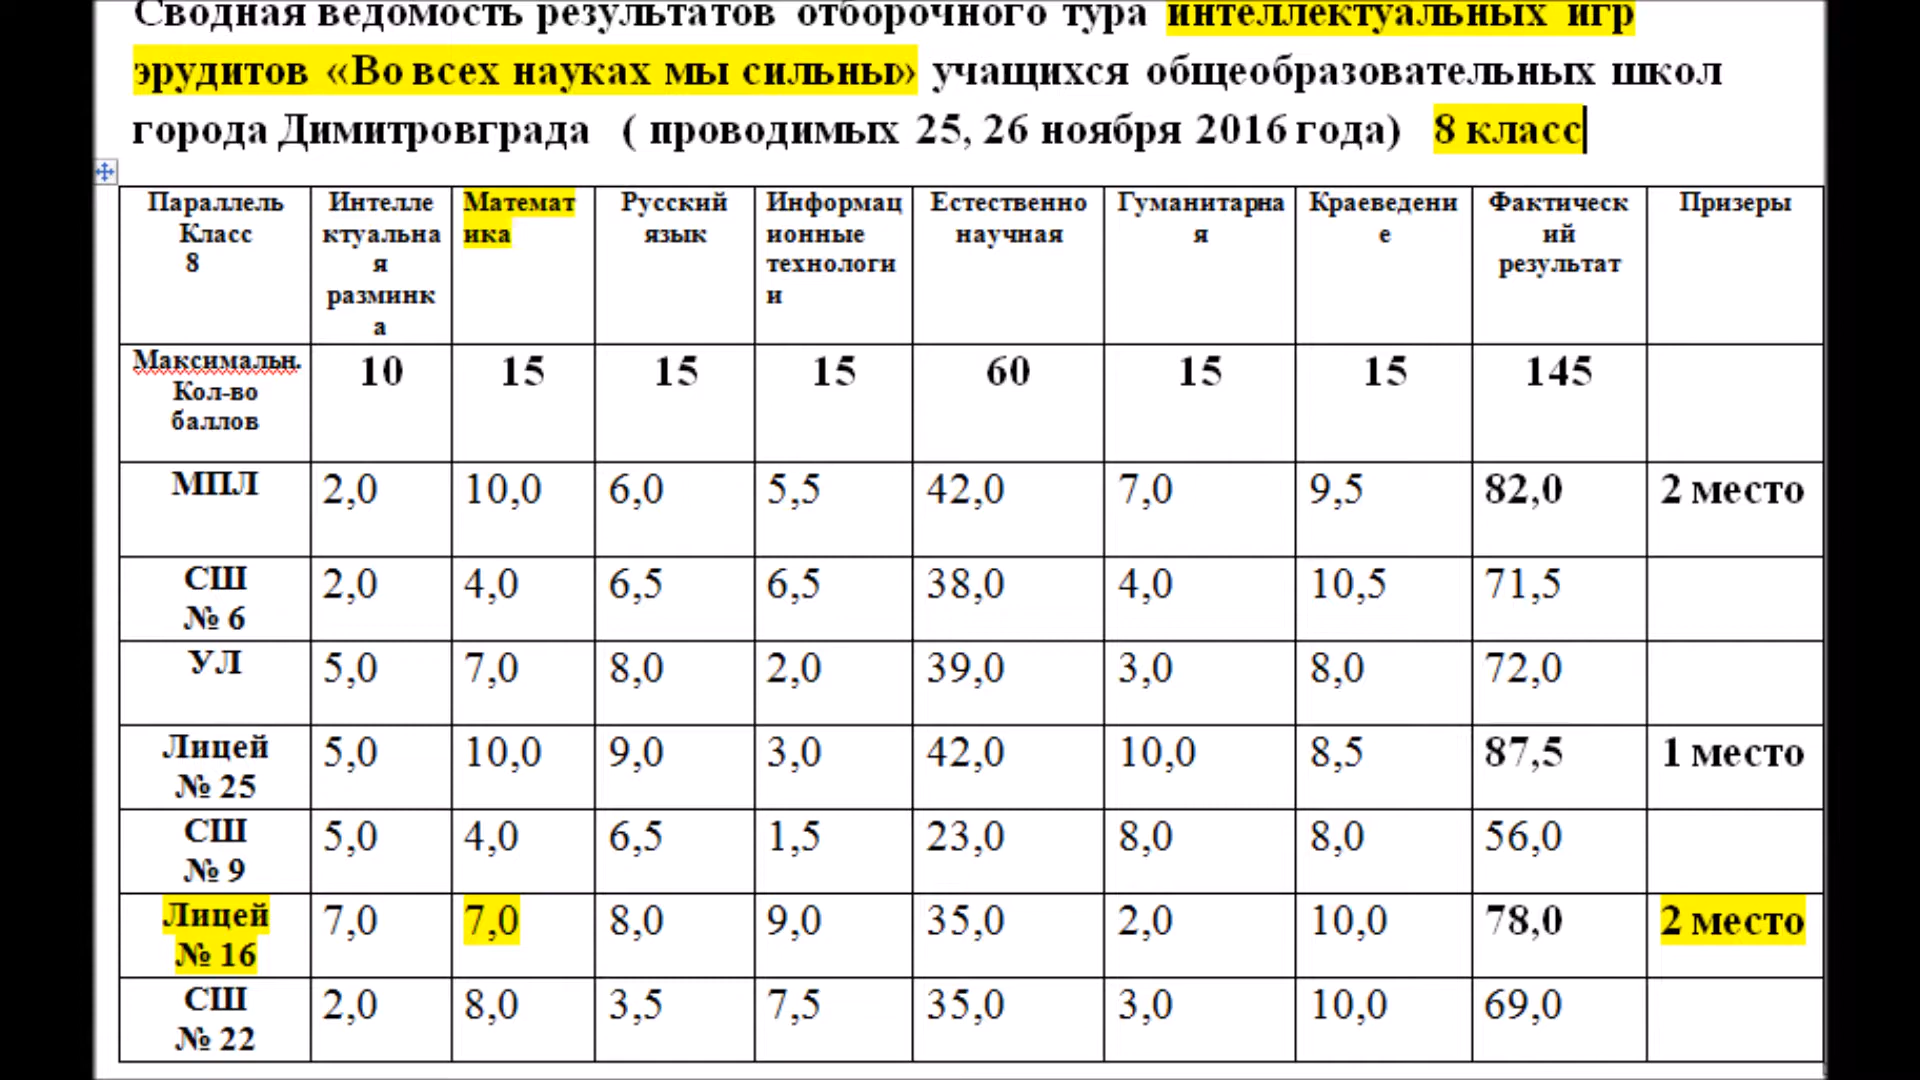 Сводная ведомость результатов отборочного тура интеллектуальных игр
эрудитов «Во всех науках мы сильны» учащихся общеобразовательных школ
города Димитровграда ( проводимых 25, 26 ноября 2016 года) 8 класс
Параллель
Класс
8
Интелле
ктуальна
я
разминк
а
Математ
ика
Русский
язык
Информац
ионные
технологи
и
Естественно
научная
Гуманитарна
я
Краеведени
е
Фактическ
ий
результат
Призеры
Максимальн.
Кол-во
баллов
10 15 15 15 60 15 15 145
МПЛ 2,0 10,0 6,0 5,5 42,0 7,0 9,5 82,0 2 место
СШ
№ 6
2,0 4,0 6,5 6,5 38,0 4,0 10,5 71,5
УЛ 5,0 7,0 8,0 2,0 39,0 3,0 8,0 72,0
Лицей
№ 25
5,0 10,0 9,0 3,0 42,0 10,0 8,5 87,5 1 место
СШ
№ 9
5,0 4,0 6,5 1,5 23,0 8,0 8,0 56,0
Лицей
№ 16
7,0 7,0 8,0 9,0 35,0 2,0 10,0 78,0 2 место
СШ
№ 22
2,0 8,0 3,5 7,5 35,0 3,0 10,0 69,0